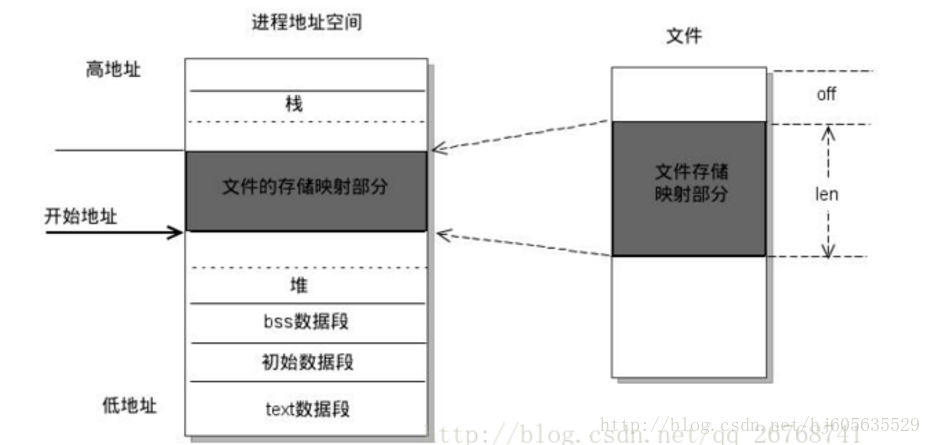 进程地址空间
文件
高地址
栈
off
文件的存储映射部分
文件存储
映射部分
len
开始地址
堆
bss数据段
初始数据段
低地址
text数据段
http://blog.csdn.net/hj605635529
http://blog.csdn.net/qq_26768741